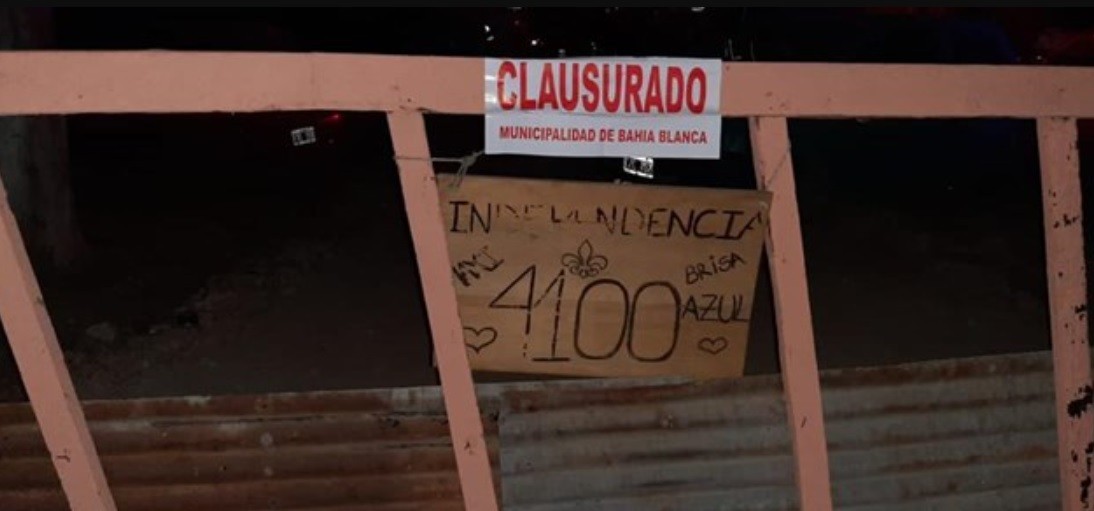 CLAUSURADO
MUNICIPALIDAD DE BAHIA BLANCA
INDEPENDENCIA
4100
BRISA
AZUL